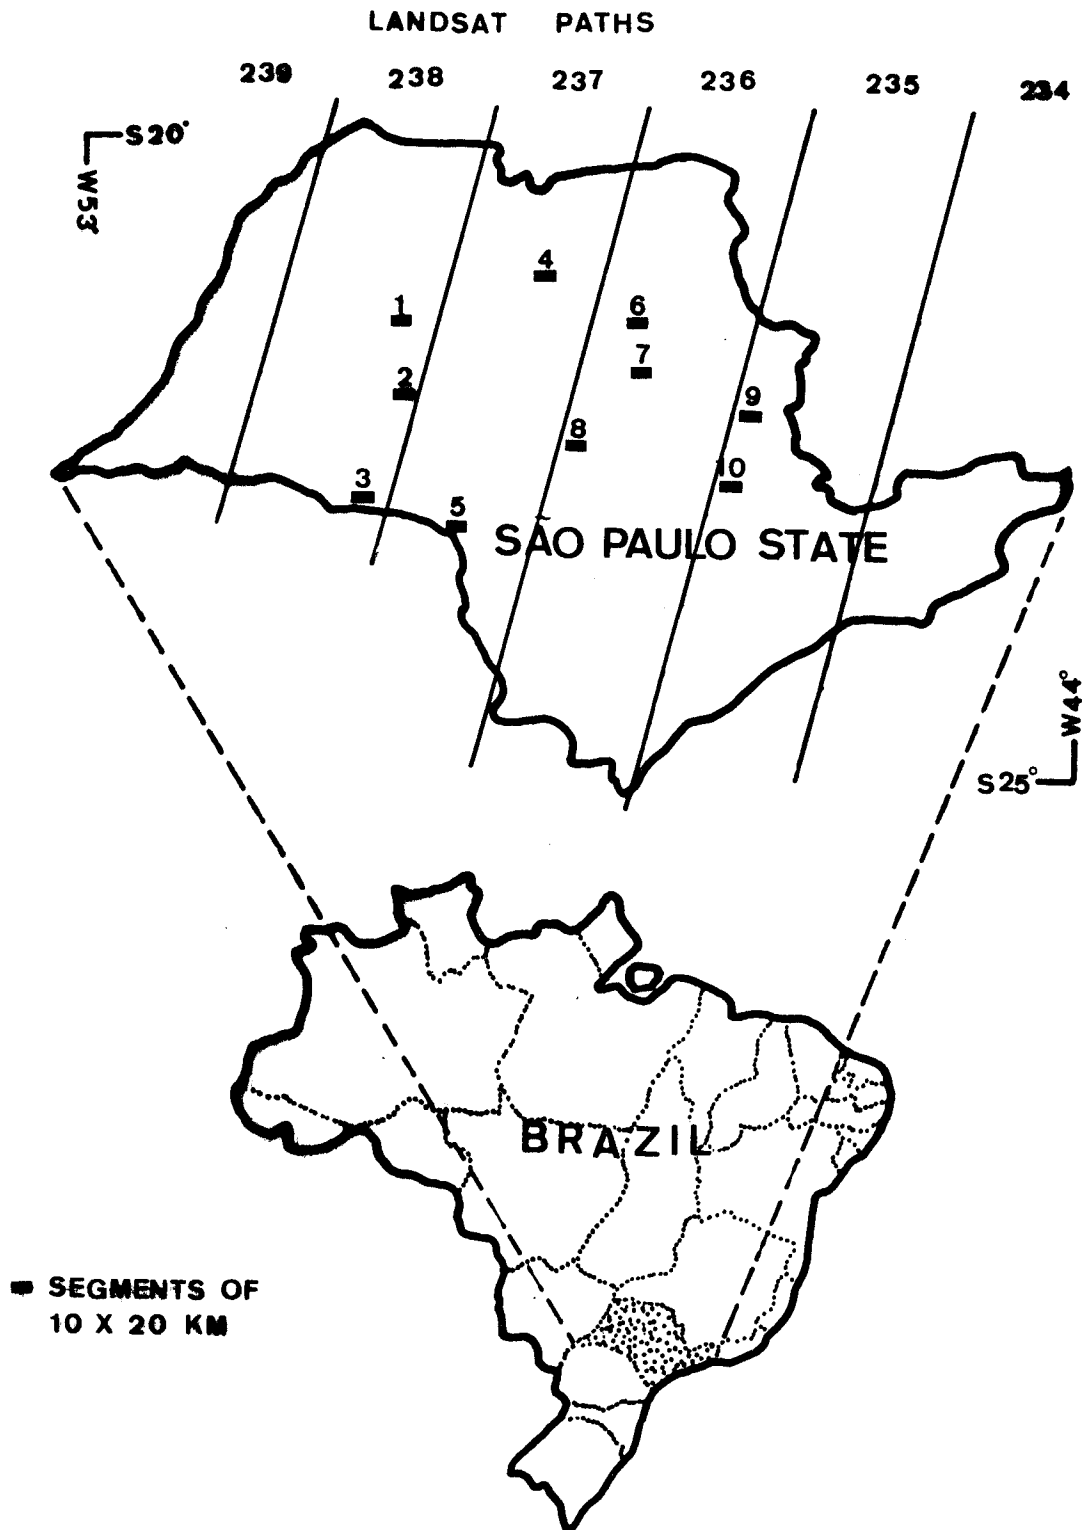 LANDSAT PATHS
239 238 237 236 235 234
S20°
W53
4
1
6
7
2
9
8
10
3
5
SÃO PAULO STATE
W44°
S25°
BRAZIL
SEGMENTS OF
10 X 20 KM